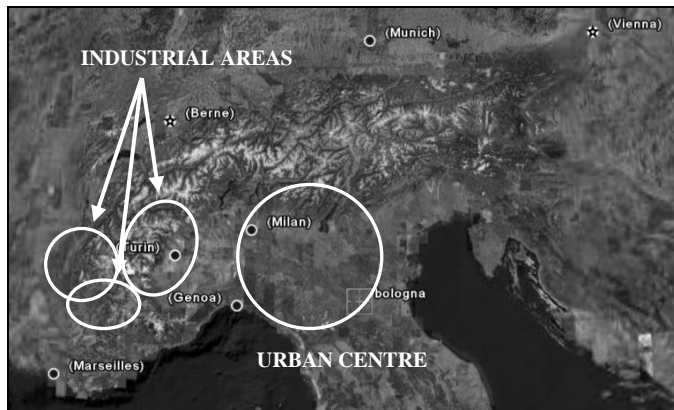 (Munich)
(Vienna)
INDUSTRIAL AREAS
(Berne)
(Milan)
(Turin)
(Genoa)
bologna
URBAN CENTRE
(Marseilles)